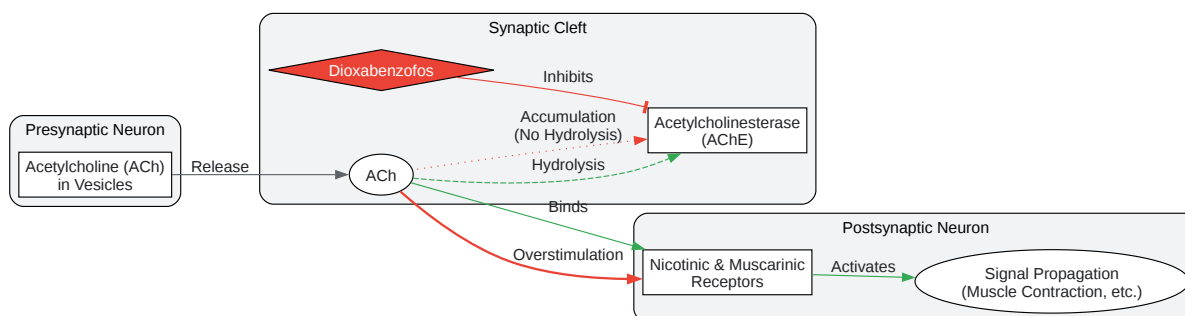 Synaptic Cleft
Dioxabenzofos
Inhibits
Accumulation
(No Hydrolysis)
Acetylcholinesterase
(AChE)
Presynaptic Neuron
Acetylcholine (ACh)
in Vesicles
Release
ACh
Hydrolysis
Binds
Postsynaptic Neuron
Overstimulation
Nicotinic & Muscarinic
Receptors
Activates
Signal Propagation
(Muscle Contraction, etc.)